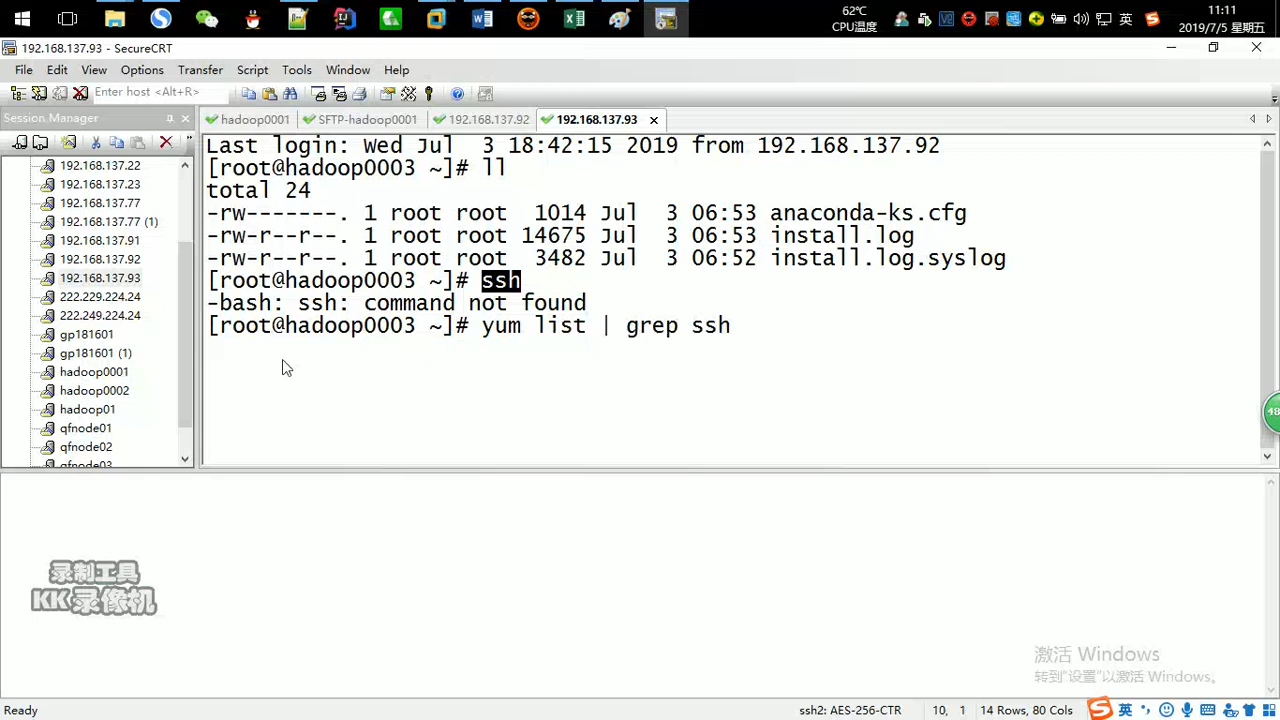 62℃
CPU温度
英
11:11
2019/7/5 星期五
192.168.137.93 - SecureCRT
File Edit View Options Transfer Script Tools Window Help
Enter host <Alt+R>
Session Manager
hadoop0001 SFTP-hadoop0001 192.168.137.92 192.168.137.93
192.168.137.22
192.168.137.23
192.168.137.77
192.168.137.77 (1)
192.168.137.91
192.168.137.92
192.168.137.93
222.229.224.24
222.249.224.24
gp181601
gp181601 (1)
hadoop0001
hadoop0002
hadoop01
qfnode01
qfnode02
qfnode03
Last login: Wed Jul  3 18:42:15 2019 from 192.168.137.92
[root@hadoop0003 ~]# ll
total 24
-rw-------. 1 root root  1014 Jul  3 06:53 anaconda-ks.cfg
-rw-r--r--. 1 root root 14675 Jul  3 06:53 install.log
-rw-r--r--. 1 root root  3482 Jul  3 06:52 install.log.syslog
[root@hadoop0003 ~]# ssh
-bash: ssh: command not found
[root@hadoop0003 ~]# yum list | grep ssh
48
录制工具
KK录像机
激活 Windows
转到"设置"以激活 Windows。
Ready
ssh2: AES-256-CTR
10, 1
14 Rows, 80 Cols
英